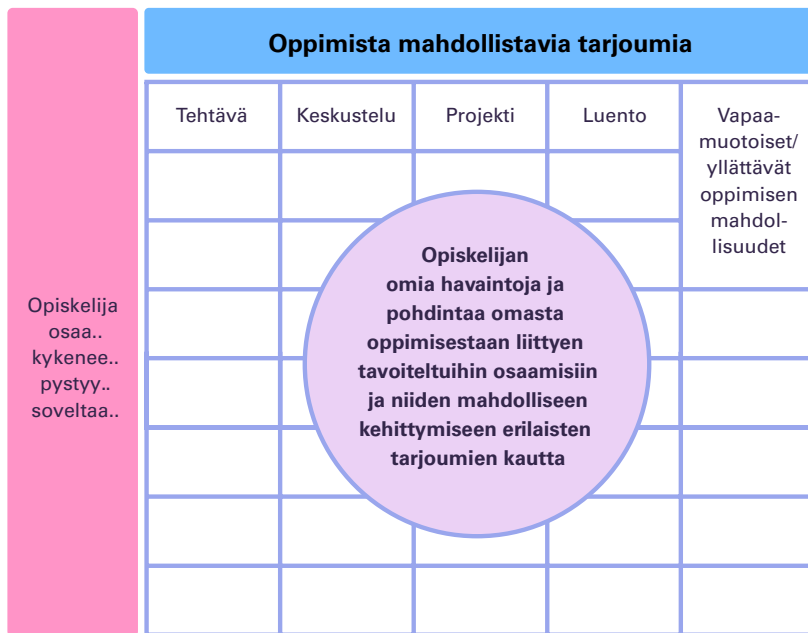 Oppimista mahdollistavia tarjoumia
Tehtävä
Keskustelu
Projekti
Luento
Vapaa-
muotoiset/
yllättävät
oppimisen
mahdol-
lisuudet
Opiskelija
osaa..
kykenee..
pystyy..
soveltaa..
Opiskelijan
omia havaintoja ja
pohdintaa omasta
oppimisestaan liittyen
tavoiteltuihin osaamisiin
ja niiden mahdolliseen
kehittymiseen erilaisten
tarjoumien kautta